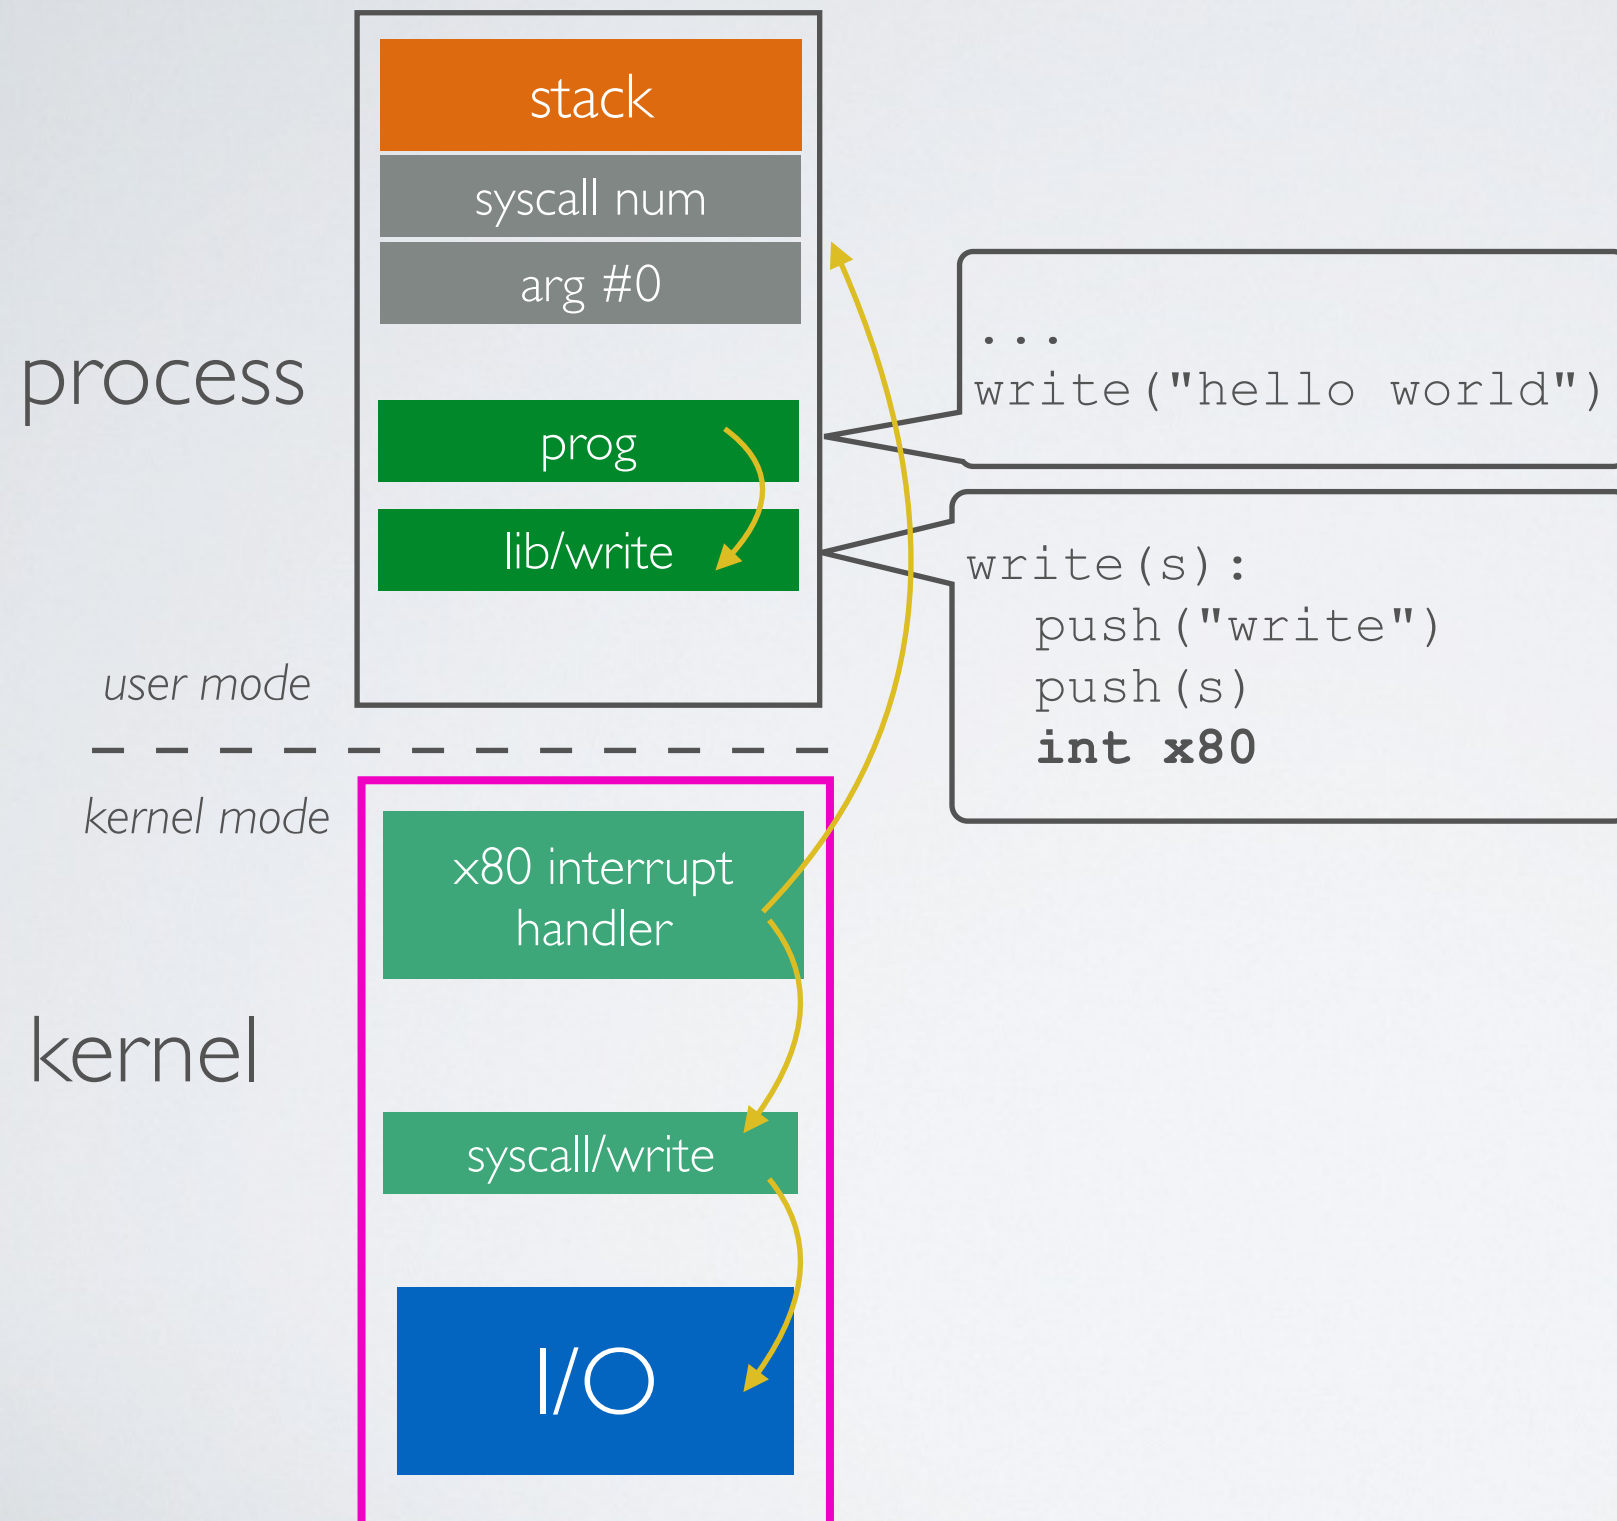 stack
syscall num
arg #0
process
...
write("hello world")
prog
lib/write
write(s):
push("write")
push(s)
int x80
user mode
kernel mode
x80 interrupt
handler
kernel
syscall/write
I/O